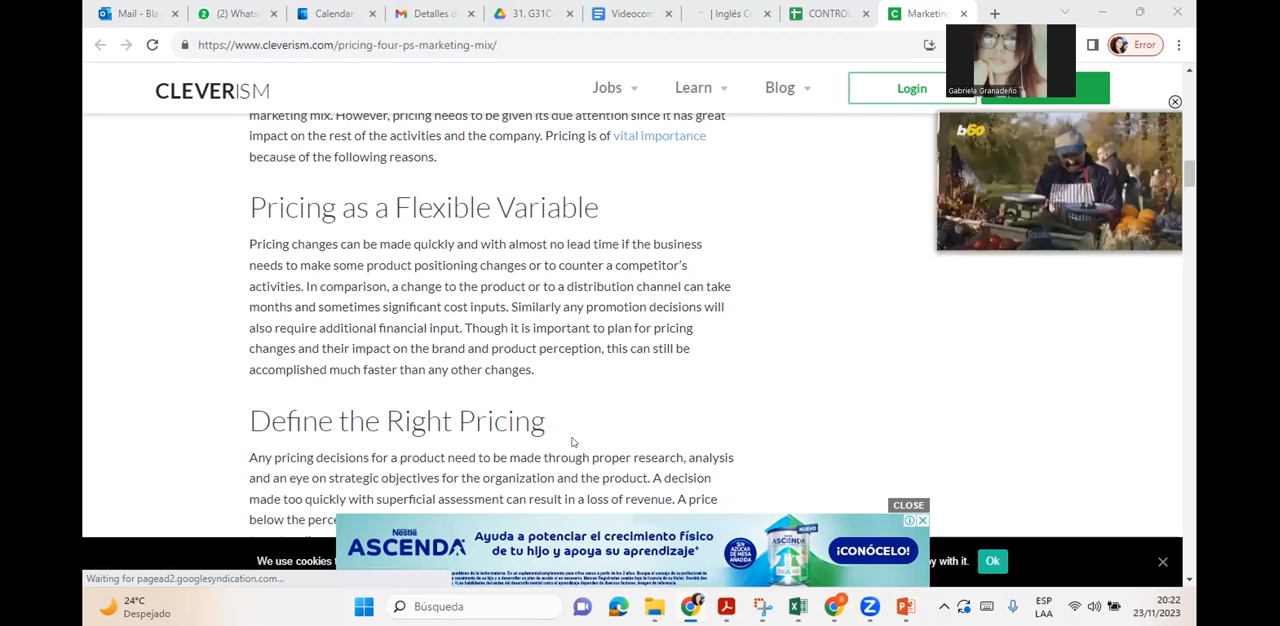 Mail - Bla
(2) Whats
Calendar
Detalles d
31. G31C-
Videocon
| Inglés C
CONTROL
Marketing
https://www.cleverism.com/pricing-four-ps-marketing-mix/
Error
Gabriela Granadeño
CLEVERISM
Jobs
Learn
Blog
Login
b60
marketing mix. However, pricing needs to be given its due attention since it has great
impact on the rest of the activities and the company. Pricing is of vital importance
because of the following reasons.
Pricing as a Flexible Variable
Pricing changes can be made quickly and with almost no lead time if the business
needs to make some product positioning changes or to counter a competitor's
activities. In comparison, a change to the product or to a distribution channel can take
months and sometimes significant cost inputs. Similarly any promotion decisions will
also require additional financial input. Though it is important to plan for pricing
changes and their impact on the brand and product perception, this can still be
accomplished much faster than any other changes.
Define the Right Pricing
Any pricing decisions for a product need to be made through proper research, analysis
and an eye on strategic objectives for the organization and the product. A decision
made too quickly with superficial assessment can result in a loss of revenue. A price
below the perce
CLOSE
Nestlé
ASCENDA
Ayuda a potenciar el crecimiento físico
de tu hijo y apoya su aprendizaje*
SIN AZÚCAR DE MESA AÑADIDA
NUEVO
ASCENDA
¡CONÓCELO!
We use cookies t
y with it.
Ok
Waiting for pagead2.googlesyndication.com...
24°C
Despejado
Búsqueda
6
ESP
LAA
20:22
23/11/2023